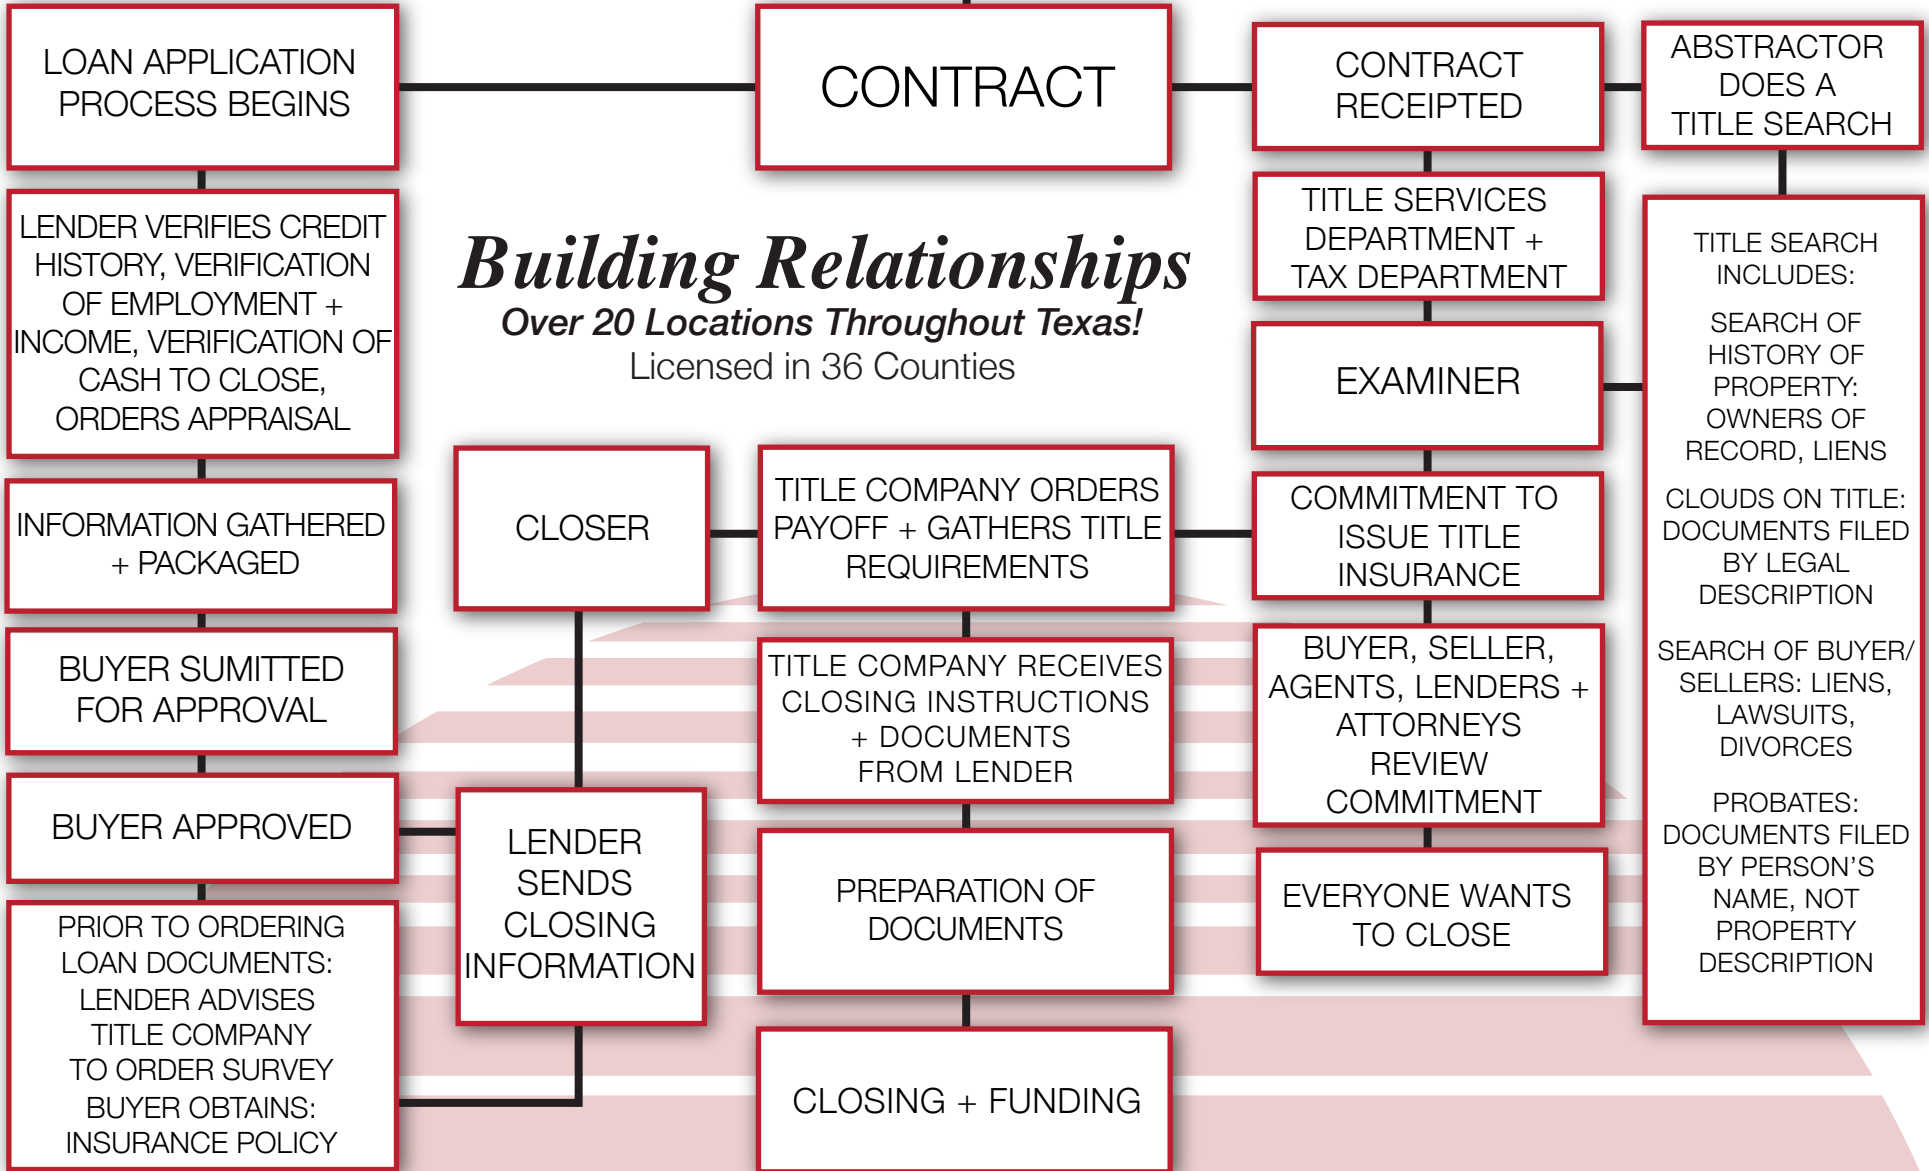 LOAN APPLICATION
PROCESS BEGINS
CONTRACT
CONTRACT
RECEIPTED
ABSTRACTOR
DOES A
TITLE SEARCH
LENDER VERIFIES CREDIT
HISTORY, VERIFICATION
OF EMPLOYMENT +
INCOME, VERIFICATION OF
CASH TO CLOSE,
ORDERS APPRAISAL
Building Relationships
Over 20 Locations Throughout Texas!
Licensed in 36 Counties
TITLE SERVICES
DEPARTMENT +
TAX DEPARTMENT
TITLE SEARCH
INCLUDES:
SEARCH OF
HISTORY OF
PROPERTY:
OWNERS OF
RECORD, LIENS
CLOUDS ON TITLE:
DOCUMENTS FILED
BY LEGAL
DESCRIPTION
SEARCH OF BUYER/
SELLERS: LIENS,
LAWSUITS,
DIVORCES
PROBATES:
DOCUMENTS FILED
BY PERSON'S
NAME, NOT
PROPERTY
DESCRIPTION
EXAMINER
INFORMATION GATHERED
+ PACKAGED
CLOSER
TITLE COMPANY ORDERS
PAYOFF + GATHERS TITLE
REQUIREMENTS
COMMITMENT TO
ISSUE TITLE
INSURANCE
BUYER SUMITTED
FOR APPROVAL
TITLE COMPANY RECEIVES
CLOSING INSTRUCTIONS
+ DOCUMENTS
FROM LENDER
BUYER, SELLER,
AGENTS, LENDERS +
ATTORNEYS
REVIEW
COMMITMENT
BUYER APPROVED
LENDER
SENDS
CLOSING
INFORMATION
PREPARATION OF
DOCUMENTS
EVERYONE WANTS
TO CLOSE
PRIOR TO ORDERING
LOAN DOCUMENTS:
LENDER ADVISES
TITLE COMPANY
TO ORDER SURVEY
BUYER OBTAINS:
INSURANCE POLICY
CLOSING + FUNDING